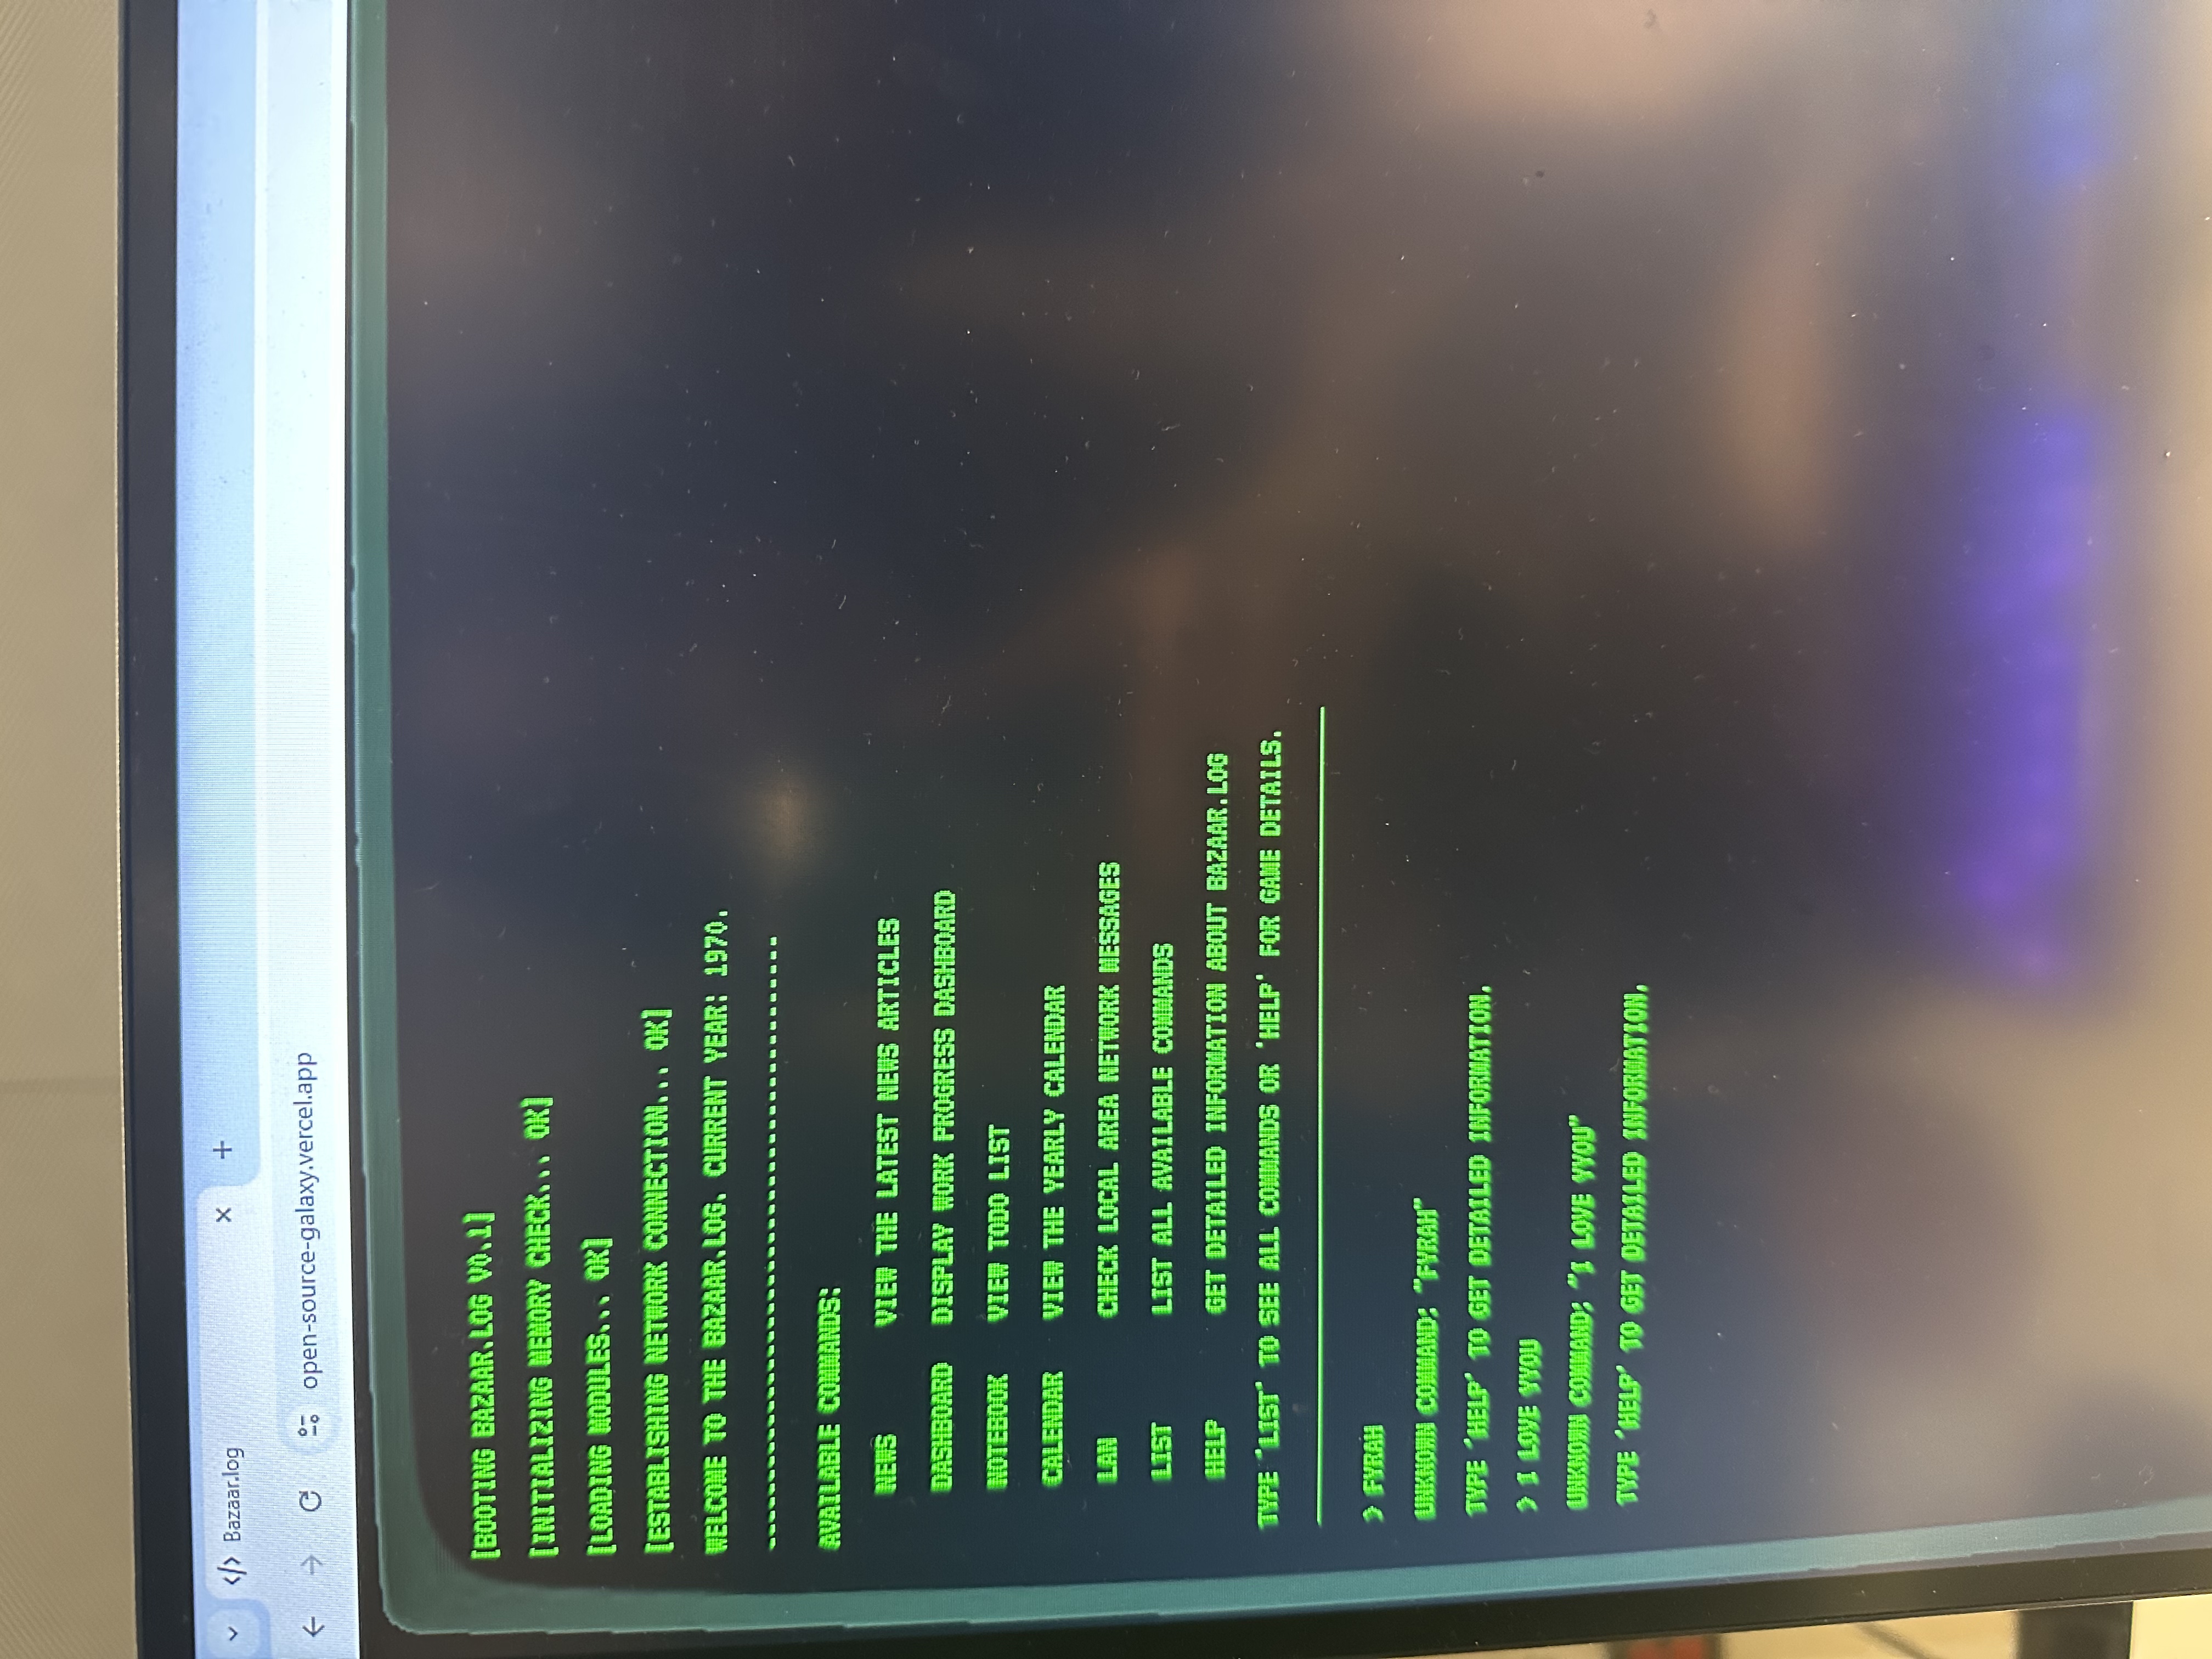 Bazaar.log
open-source-galaxy.vercel.app
[BOOTING BAZAAR.LOG V0.1]
[INITIALIZING MEMORY CHECK... OK]
[LOADING MODULES... OK]
[ESTABLISHING NETWORK CONNECTION... OK]
WELCOME TO THE BAZAAR.LOG. CURRENT YEAR: 1970.
--------------------------------------------
AVAILABLE COMMANDS:
NEWS VIEW THE LATEST NEWS ARTICLES
DASHBOARD DISPLAY WORK PROGRESS DASHBOARD
NOTEBOOK VIEW TODO LIST
CALENDAR VIEW THE YEARLY CALENDAR
LAN CHECK LOCAL AREA NETWORK MESSAGES
LIST LIST ALL AVAILABLE COMMANDS
HELP GET DETAILED INFORMATION ABOUT BAZAAR.LOG
TYPE 'LIST' TO SEE ALL COMMANDS OR 'HELP' FOR GAME DETAILS.
> FYRAH
UNKNOWN COMMAND: "FYRAH"
TYPE 'HELP' TO GET DETAILED INFORMATION.
> I LOVE YYOU
UNKNOWN COMMAND: "I LOVE YYOU"
TYPE 'HELP' TO GET DETAILED INFORMATION.